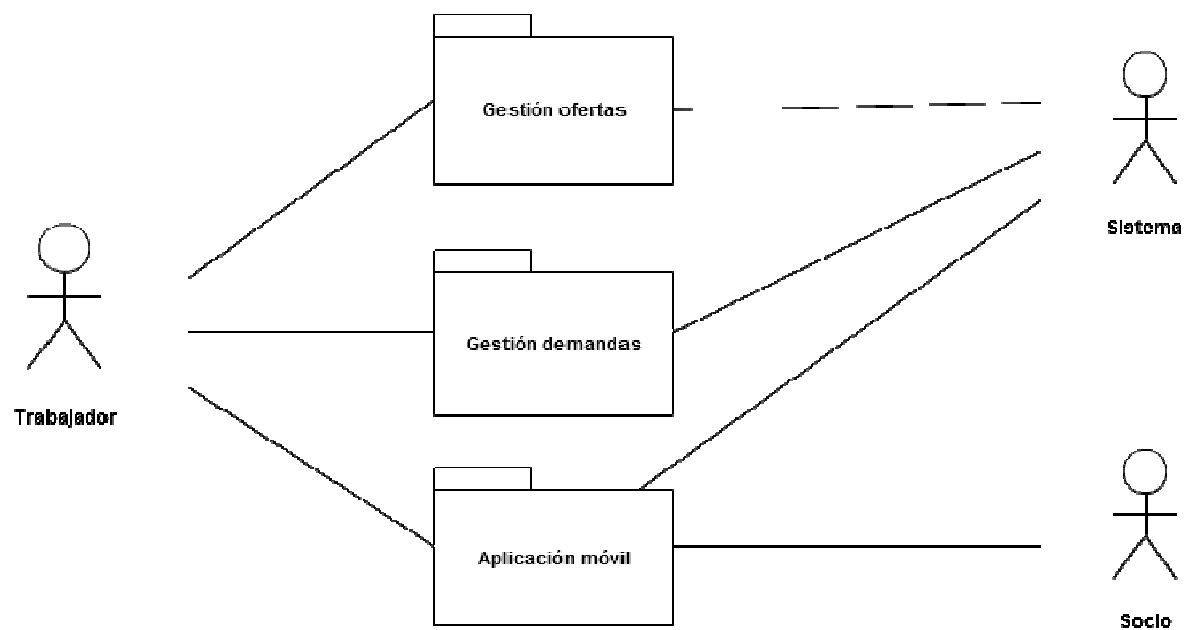 Gestión ofertas
Sistema
Gestión demandas
Trabajador
Aplicación móvil
Socio